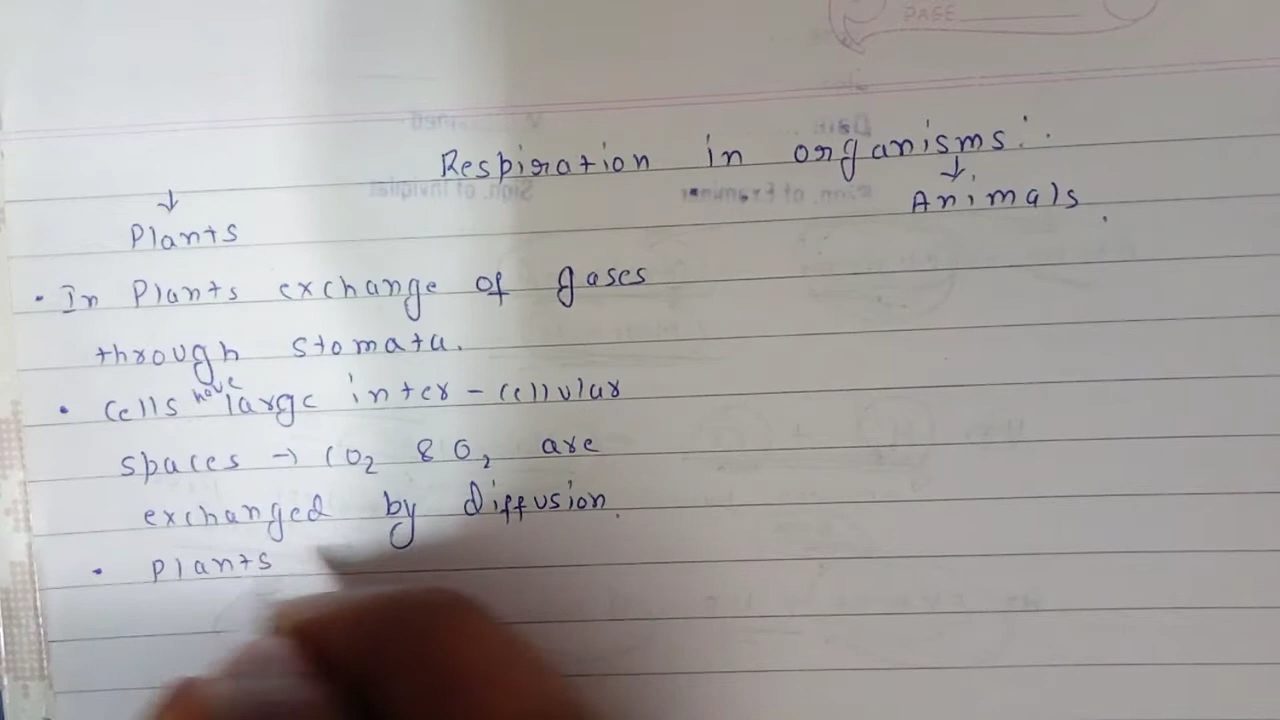 PAGE
Respiration in organisms:.
Plants
Animals
• In Plants exchange of gases
through stomata.
• Cells have large inter-cellular
spaces → CO2 & O2 are
exchanged by diffusion.
• Plants